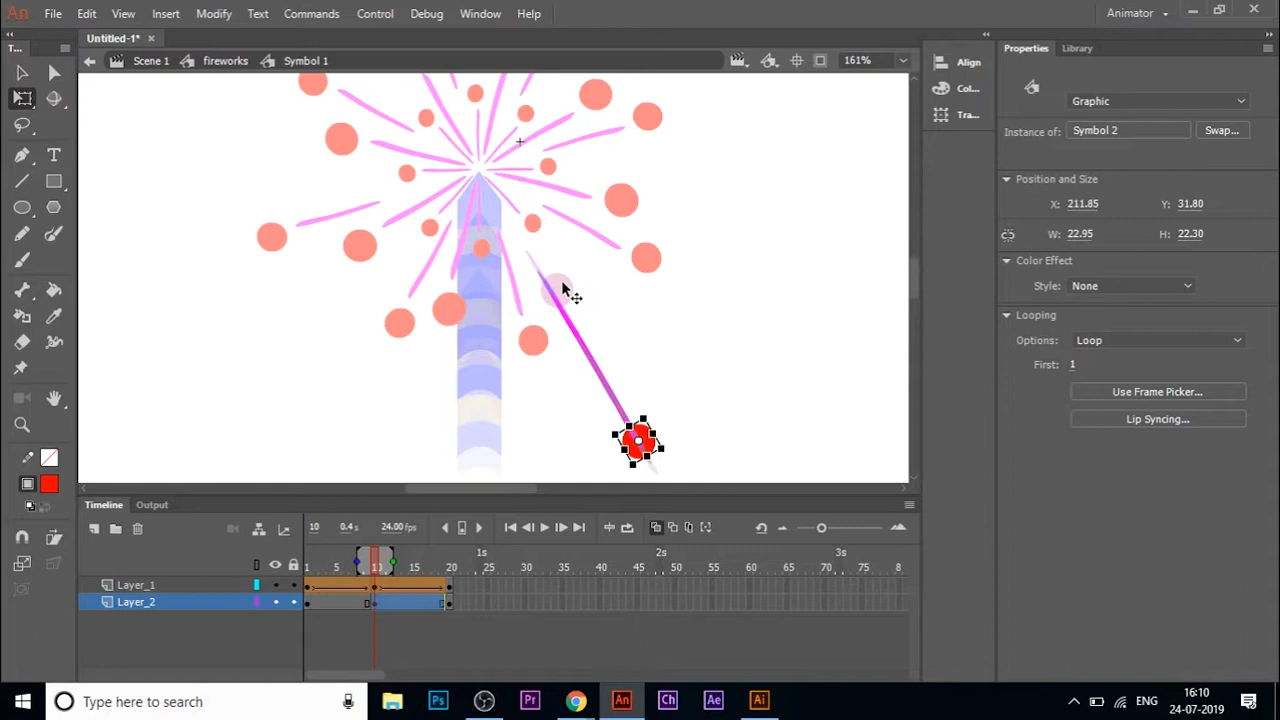 An File Edit View Insert Modify Text Commands Control Debug Window Help Animator
Untitled-1* ×
T...
Scene 1 fireworks Symbol 1 161%
Align
Col...
Tra...
Properties Library
Graphic
Instance of: Symbol 2 Swap...
Position and Size
X: 211.85 Y: 31.80
W: 22.95 H: 22.30
Color Effect
Style: None
Looping
Options: Loop
First: 1
Use Frame Picker...
Lip Syncing...
Timeline Output
10 0.4 s 24.00 fps
1s 2s 3s
1 5 10 15 20 25 30 35 40 45 50 55 60 65 70 75 8
Layer_1
Layer_2
Type here to search
Ps Pr An Ch Ae Ai
ENG
16:10
24-07-2019